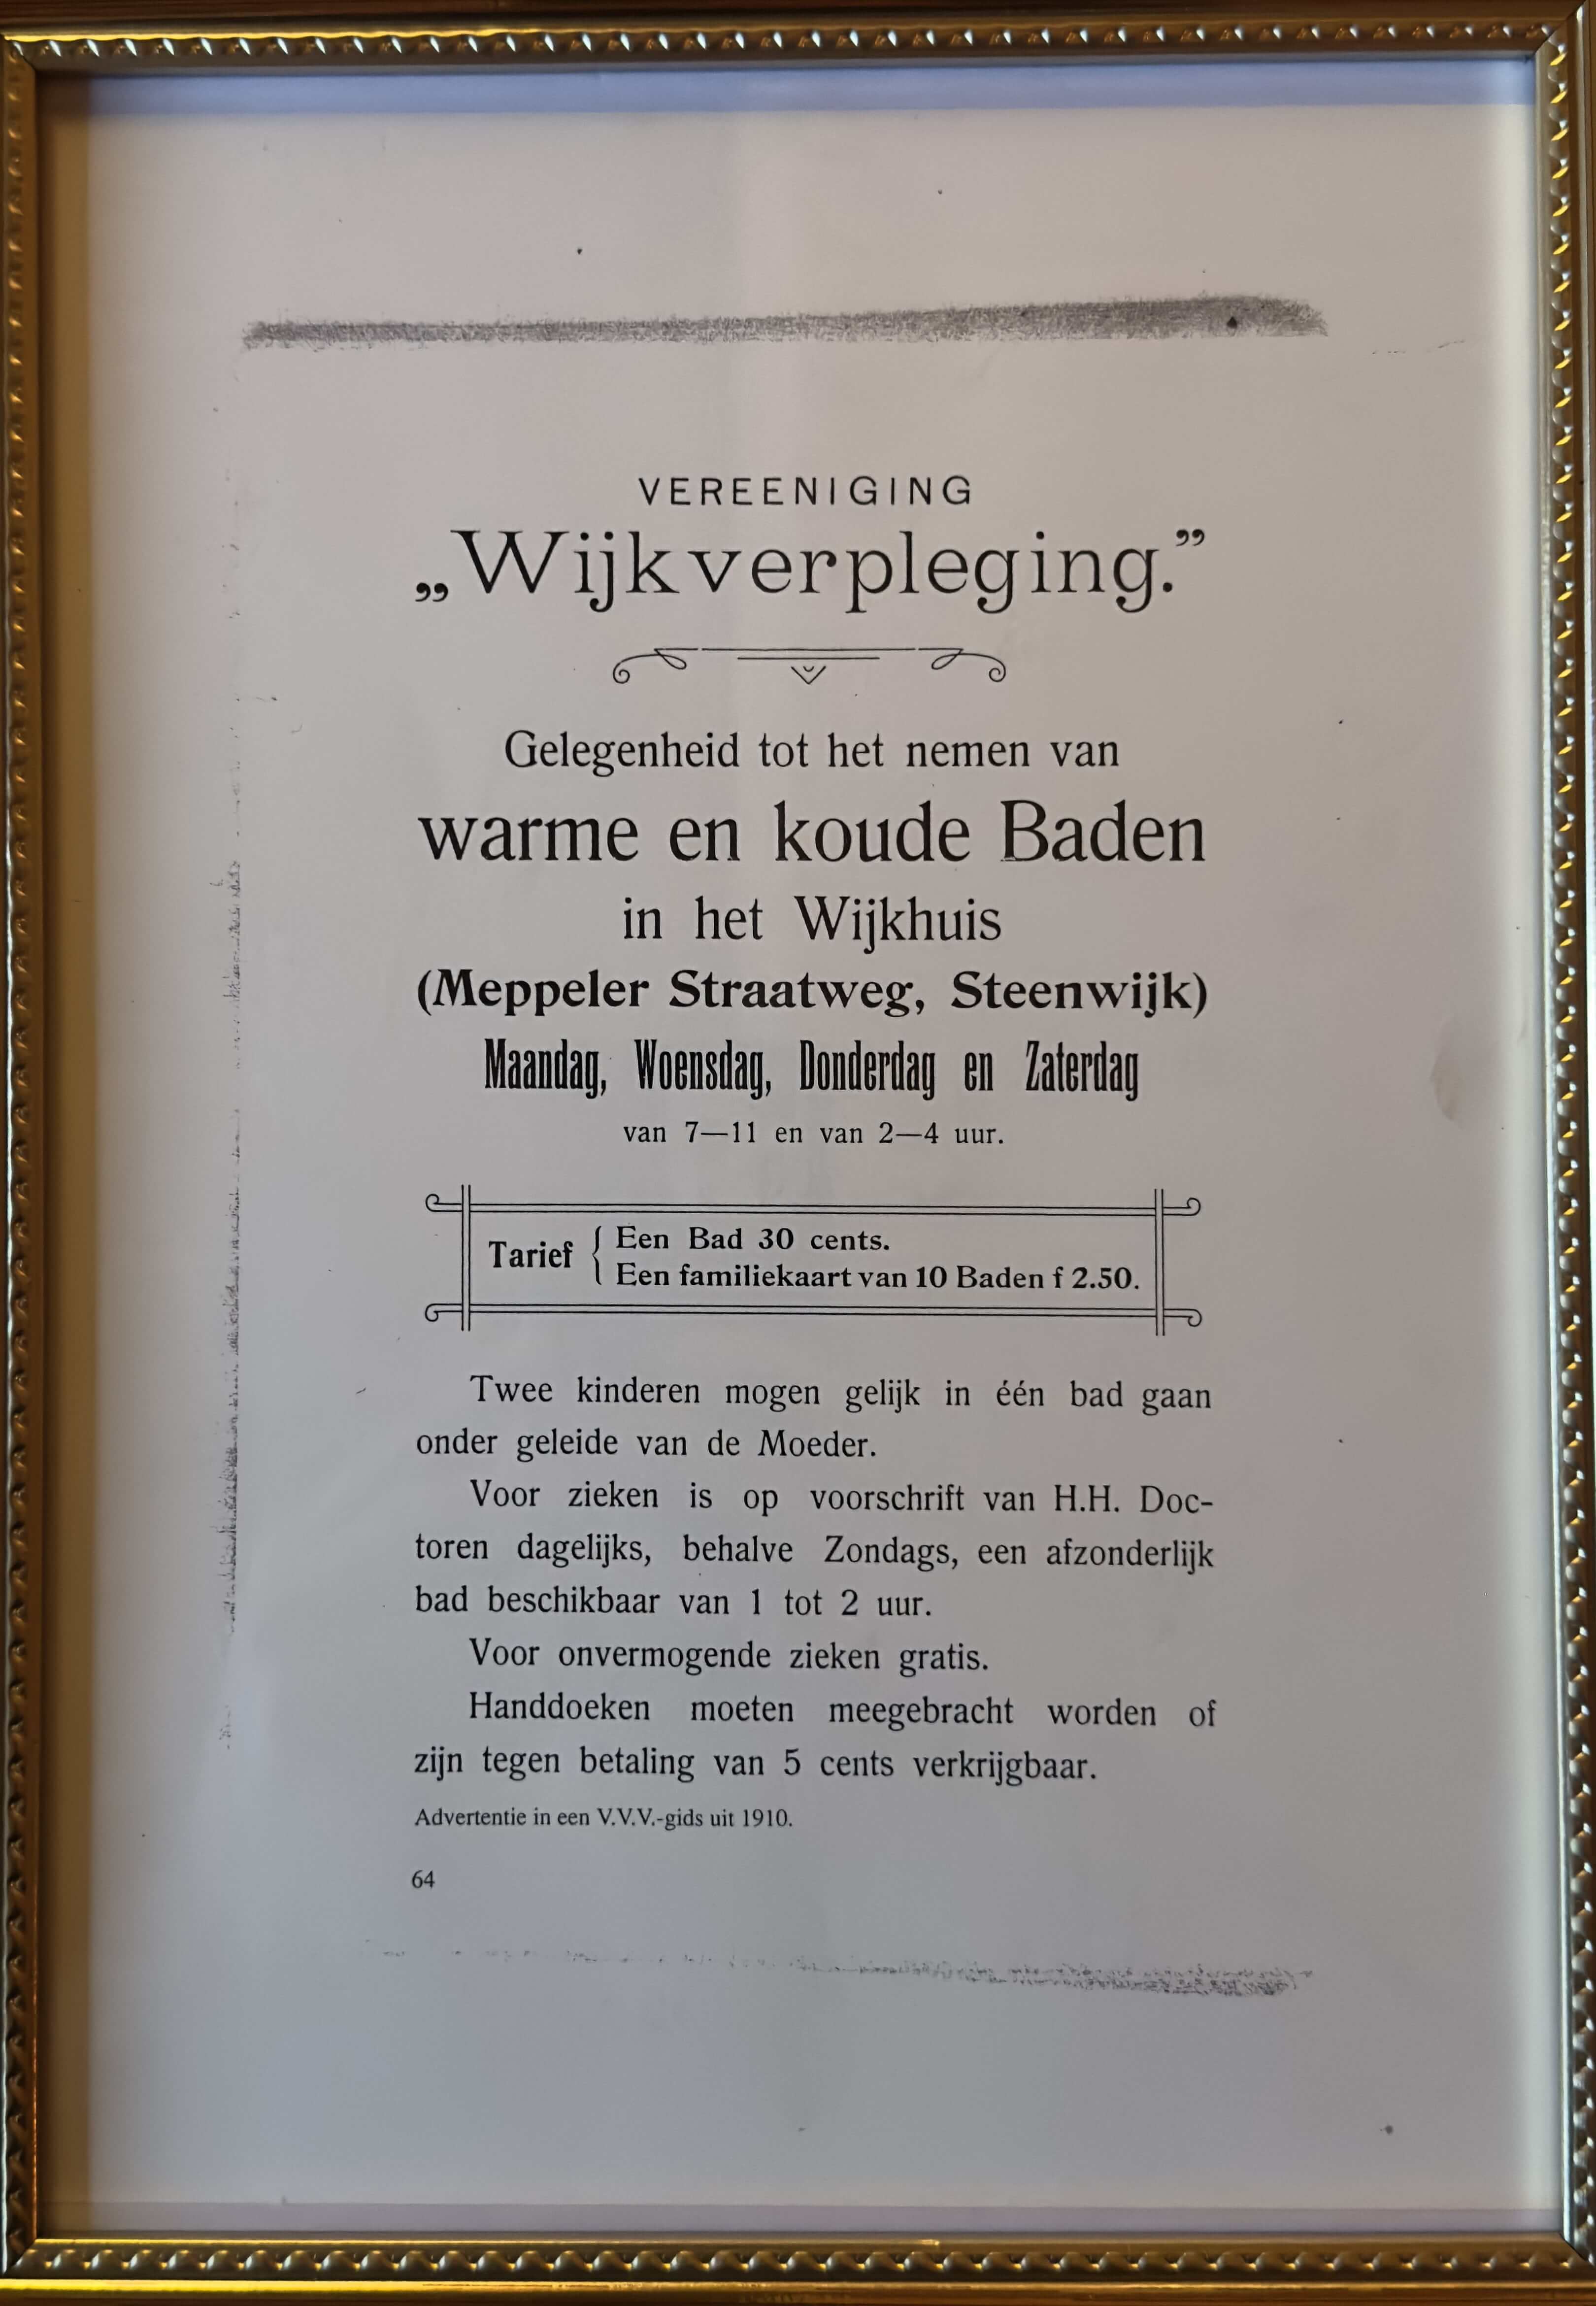 VEREENIGING
„Wijkverpleging.”
Gelegenheid tot het nemen van
warme en koude Baden
in het Wijkhuis
(Meppeler Straatweg, Steenwijk)
Maandag, Woensdag, Donderdag en Zaterdag
van 7—11 en van 2—4 uur.
Tarief { Een Bad 30 cents.
Een familiekaart van 10 Baden f 2.50.
Twee kinderen mogen gelijk in één bad gaan
onder geleide van de Moeder.
Voor zieken is op voorschrift van H.H. Doc-
toren dagelijks, behalve Zondags, een afzonderlijk
bad beschikbaar van 1 tot 2 uur.
Voor onvermogende zieken gratis.
Handdoeken moeten meegebracht worden of
zijn tegen betaling van 5 cents verkrijgbaar.
Advertentie in een V.V.V.-gids uit 1910.
64